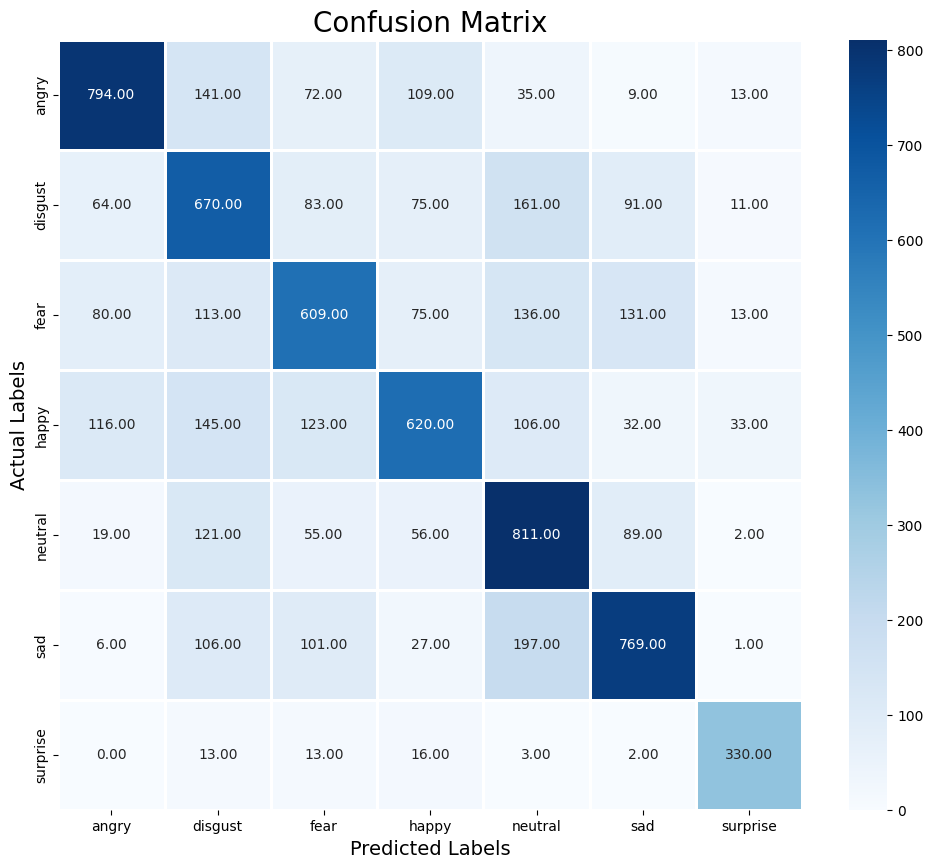 Confusion Matrix
angry 794.00 141.00 72.00 109.00 35.00 9.00 13.00
disgust 64.00 670.00 83.00 75.00 161.00 91.00 11.00
fear 80.00 113.00 609.00 75.00 136.00 131.00 13.00
happy 116.00 145.00 123.00 620.00 106.00 32.00 33.00
neutral 19.00 121.00 55.00 56.00 811.00 89.00 2.00
sad 6.00 106.00 101.00 27.00 197.00 769.00 1.00
surprise 0.00 13.00 13.00 16.00 3.00 2.00 330.00
angry disgust fear happy neutral sad surprise
Predicted Labels
Actual Labels
800
700
600
500
400
300
200
100
0